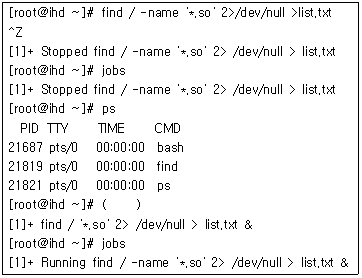 [root@ihd ~]# find / -name '*.so' 2>/dev/null >list.txt
^Z
[1]+ Stopped find / -name '*.so' 2> /dev/null > list.txt
[root@ihd ~]# jobs
[1]+ Stopped find / -name '*.so' 2> /dev/null > list.txt
[root@ihd ~]# ps
PID TTY TIME CMD
21687 pts/0 00:00:00 bash
21819 pts/0 00:00:00 find
21821 pts/0 00:00:00 ps
[root@ihd ~]# ( )
[1]+ find / '*.so' 2> /dev/null > list.txt &
[root@ihd ~]# jobs
[1]+ Running find / -name '*.so' 2> /dev/null > list.txt &